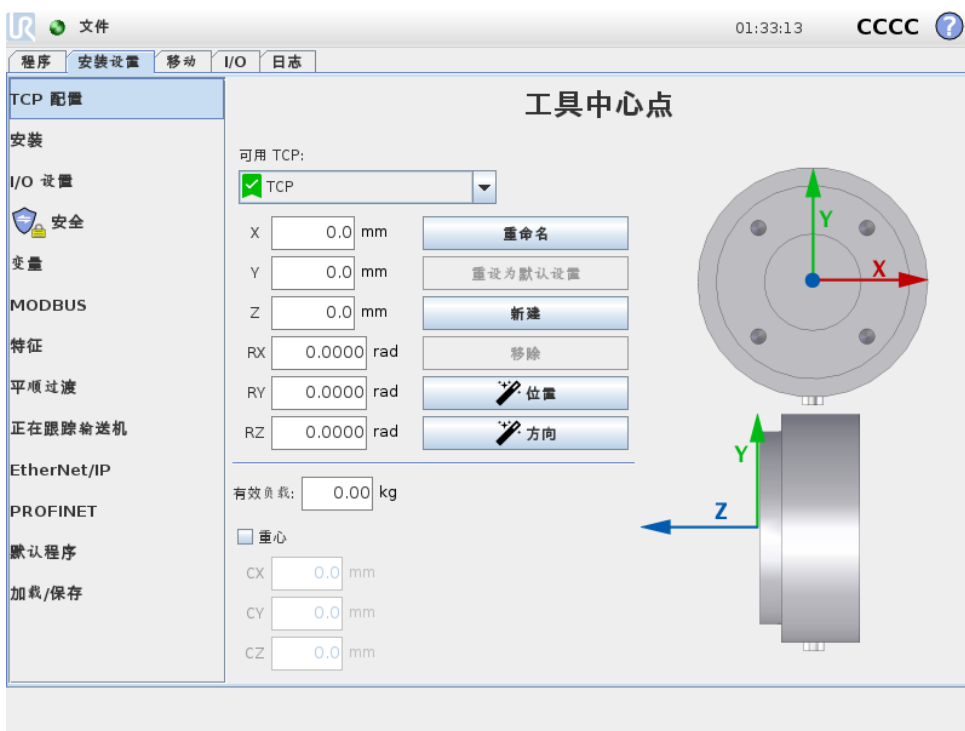 UR 文件 01:33:13 CCCC ?
程序 安装设置 移动 I/O 日志
TCP 配置
安装
I/O 设置
安全
变量
MODBUS
特征
平顺过渡
正在跟踪输送机
EtherNet/IP
PROFINET
默认程序
加载/保存
工具中心点
可用 TCP:
TCP
X 0.0 mm 重命名
Y 0.0 mm 重设为默认设置
Z 0.0 mm 新建
RX 0.0000 rad 移除
RY 0.0000 rad 位置
RZ 0.0000 rad 方向
有效负载: 0.00 kg
重心
CX 0.0 mm
CY 0.0 mm
CZ 0.0 mm
Y
X
Y
Z